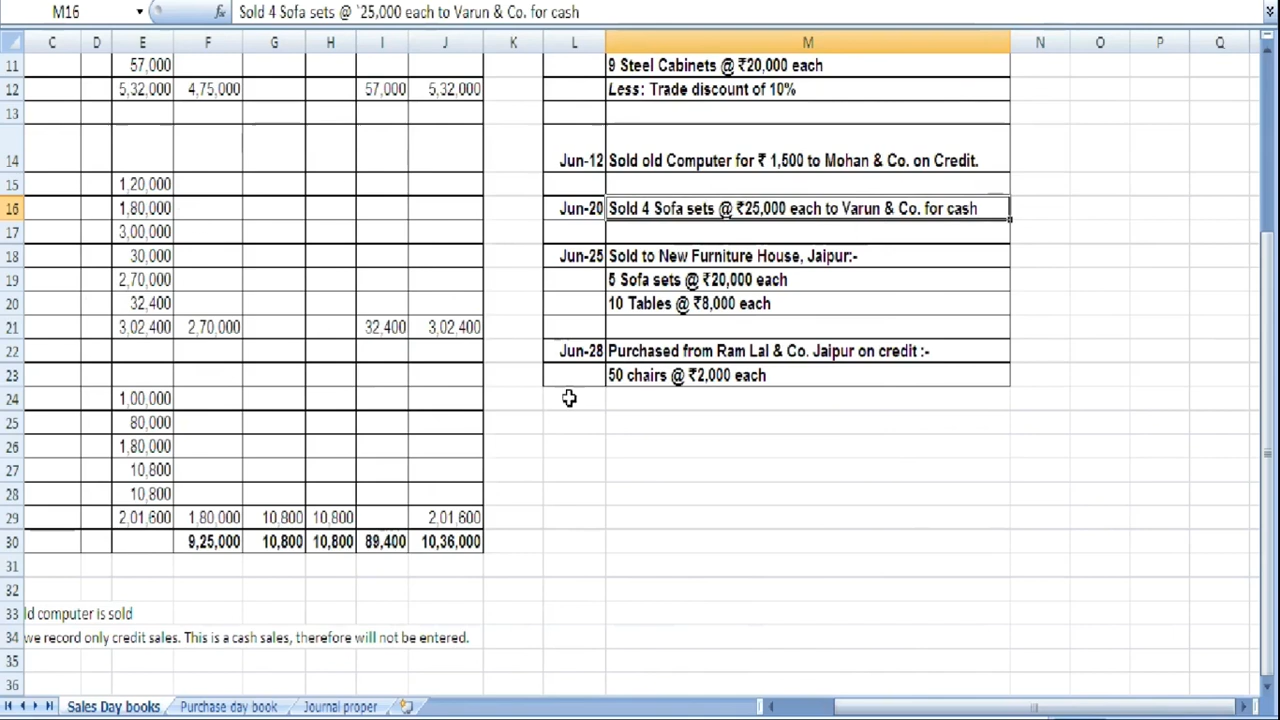 M16 fx Sold 4 Sofa sets @ `25,000 each to Varun & Co. for cash
C D E F G H I J K L M N O P Q
11 57,000 9 Steel Cabinets @ ₹20,000 each
12 5,32,000 4,75,000 57,000 5,32,000 Less: Trade discount of 10%
13
14 Jun-12 Sold old Computer for ₹ 1,500 to Mohan & Co. on Credit.
15 1,20,000
16 1,80,000 Jun-20 Sold 4 Sofa sets @ ₹25,000 each to Varun & Co. for cash
17 3,00,000
18 30,000 Jun-25 Sold to New Furniture House, Jaipur:-
19 2,70,000 5 Sofa sets @ ₹20,000 each
20 32,400 10 Tables @ ₹8,000 each
21 3,02,400 2,70,000 32,400 3,02,400
22 Jun-28 Purchased from Ram Lal & Co. Jaipur on credit :-
23 50 chairs @ ₹2,000 each
24 1,00,000
25 80,000
26 1,80,000
27 10,800
28 10,800
29 2,01,600 1,80,000 10,800 10,800 2,01,600
30 9,25,000 10,800 10,800 89,400 10,36,000
31
32
33 ld computer is sold
34 we record only credit sales. This is a cash sales, therefore will not be entered.
35
36
Sales Day books Purchase day book Journal proper